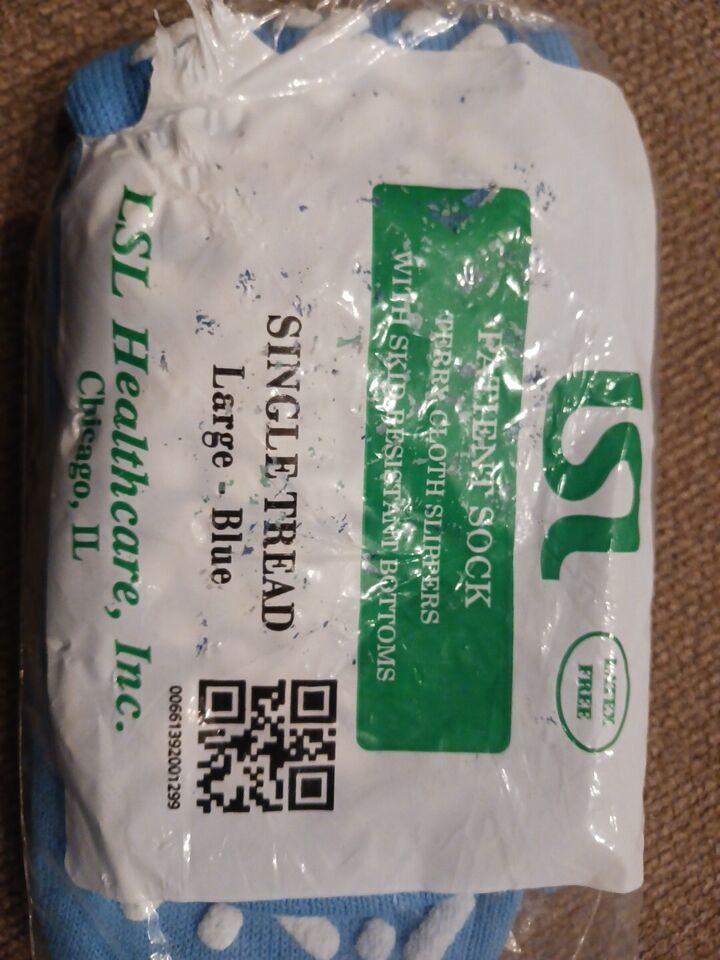 LSL
LATEX
FREE
PATIENT SOCK
TERRY CLOTH SLIPPERS
WITH SKID RESISTANT BOTTOMS
SINGLE TREAD
Large - Blue
00661392001299
LSL Healthcare, Inc.
Chicago, IL